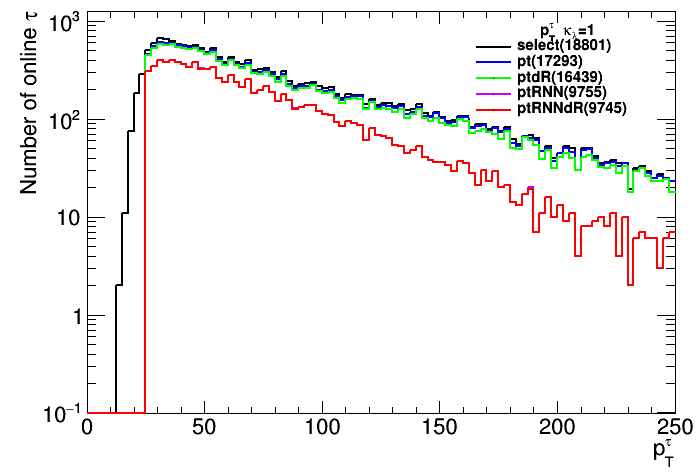 Number of online τ
10³
10²
10
1
10⁻¹
p_T^τ κ_λ=1
select(18801)
pt(17293)
ptdR(16439)
ptRNN(9755)
ptRNNdR(9745)
0 50 100 150 200 250
p_T^τ